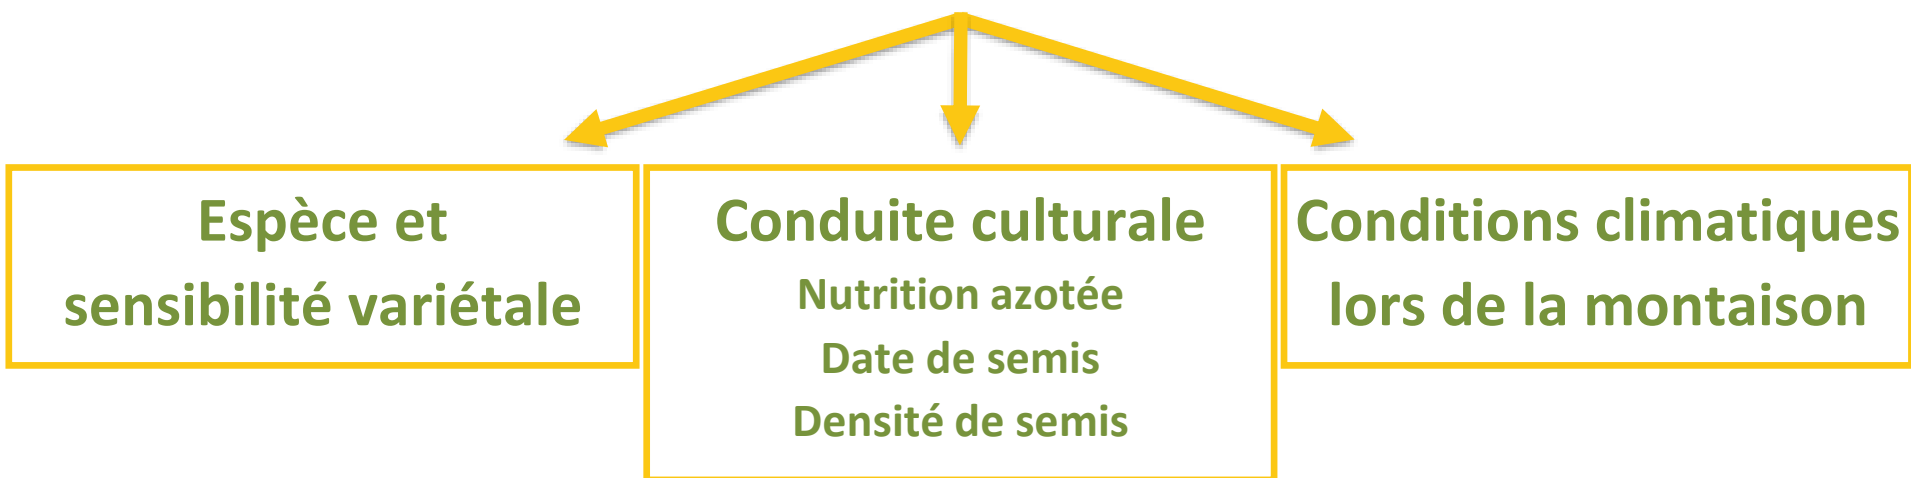 Espèce et
sensibilité variétale
Conduite culturale
Nutrition azotée
Date de semis
Densité de semis
Conditions climatiques
lors de la montaison